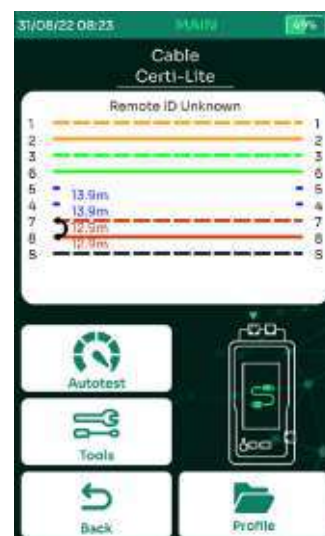 31/08/22 08:23 MAIN 49%
Cable
Certi-Lite
Remote ID Unknown
1 1
2 2
3 3
6 6
5 13.9m 5
4 13.9m 4
7 12.9m 7
8 12.9m 8
S S
Autotest
Tools
Back
Profile